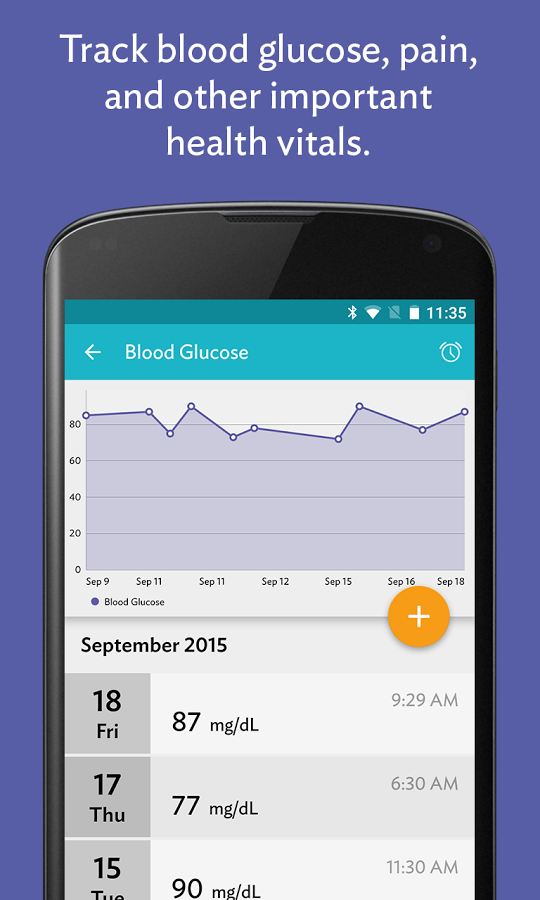 Track blood glucose, pain,
and other important
health vitals.
11:35
Blood Glucose
80
60
40
20
0
Sep 9 Sep 11 Sep 11 Sep 12 Sep 15 Sep 16 Sep 18
Blood Glucose
+
September 2015
18
Fri
87 mg/dL
9:29 AM
17
Thu
77 mg/dL
6:30 AM
15
Tue
90 mg/dL
11:30 AM